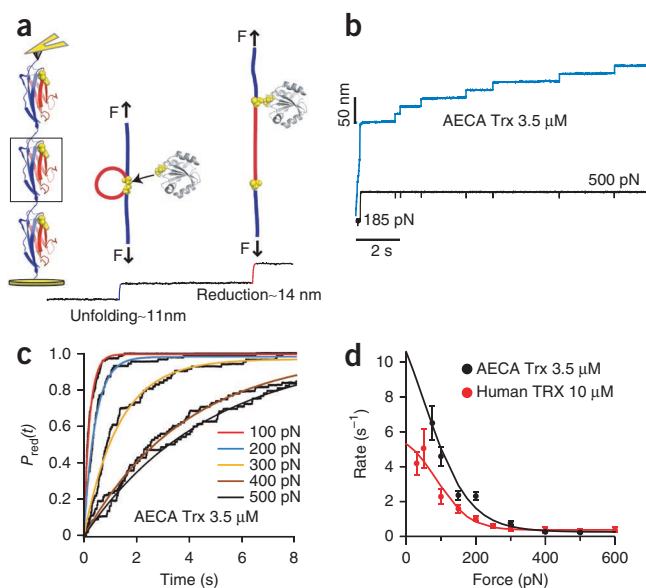 a
F
F
F
F
Unfolding~11nm
Reduction~14 nm
b
50 nm
AECA Trx 3.5 μM
500 pN
185 pN
2 s
c
Pred(t)
1.0
0.8
0.6
0.4
0.2
0
100 pN
200 pN
300 pN
400 pN
500 pN
AECA Trx 3.5 μM
0 2 4 6 8
Time (s)
d
Rate (s⁻¹)
10
8
6
4
2
0
AECA Trx 3.5 μM
Human TRX 10 μM
0 200 400 600
Force (pN)